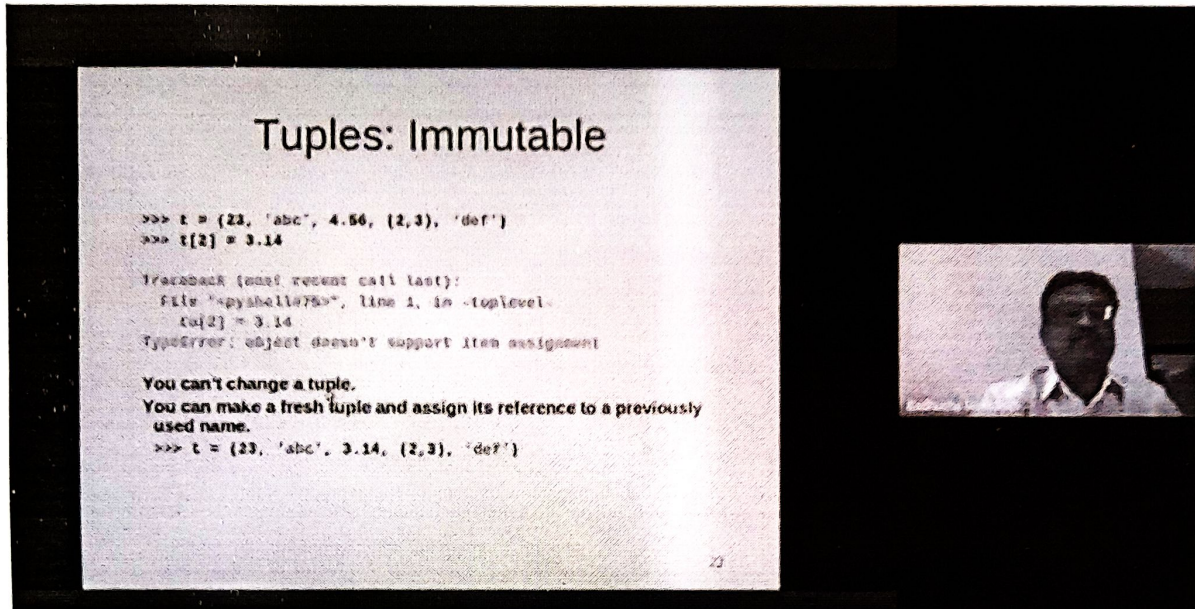 Tuples: Immutable
>>> t = (23, 'abc', 4.56, (2,3), 'def')
>>> t[2] = 3.14
Traceback (most recent call last):
File "<pyshell#75>", line 1, in -toplevel-
tu[2] = 3.14
TypeError: object doesn't support item assignment
You can't change a tuple.
You can make a fresh tuple and assign its reference to a previously
used name.
>>> t = (23, 'abc', 3.14, (2,3), 'def')
23